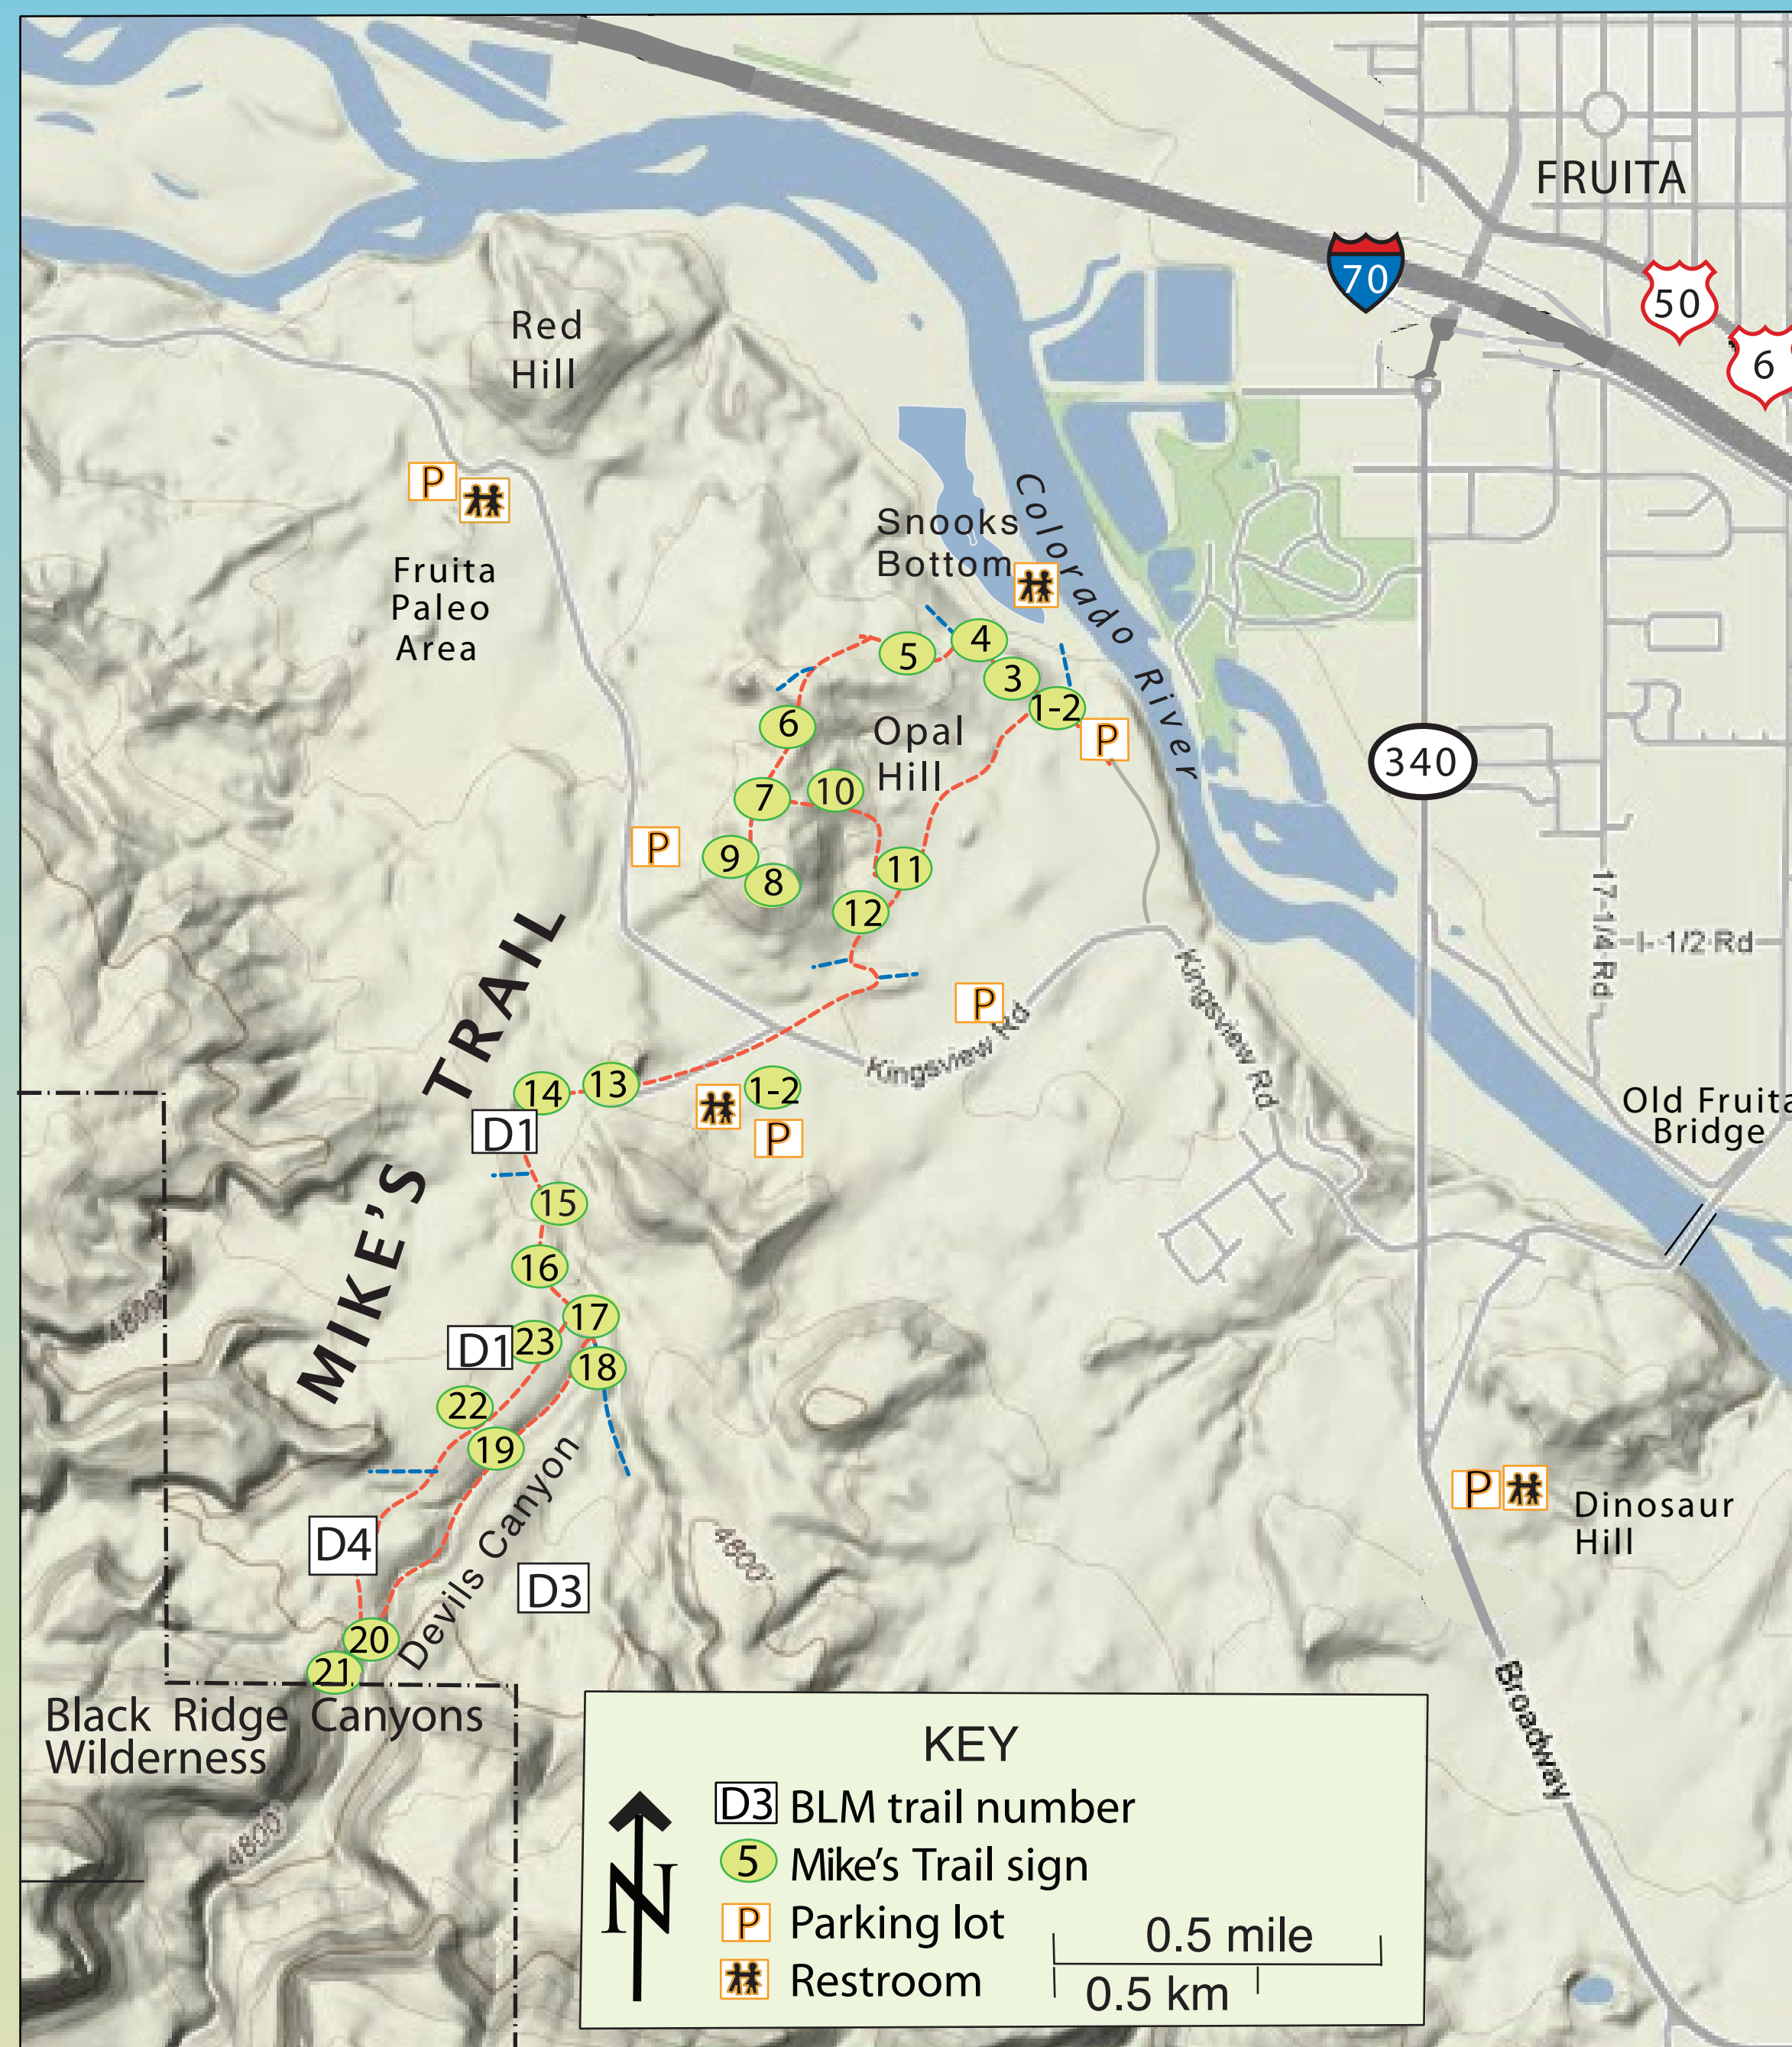 FRUITA
70
50
6
Red
Hill
P
Snooks
Bottom
Colorado River
Fruita
Paleo
Area
4
5
3
1-2
P
6
Opal
Hill
340
7
10
P
9
8
11
12
17-1/4 Rd
I-1/2 Rd
MIKE'S TRAIL
P
Kingsview Rd
Kingsview Rd
14
13
1-2
P
D1
Old Fruita
Bridge
15
16
4800'
17
D1
23
18
22
19
P
Dinosaur
Hill
Devils Canyon
D4
D3
4800'
20
21
Black Ridge Canyons
Wilderness
Broadway
4800'
KEY
D3 BLM trail number
5 Mike's Trail sign
P Parking lot
Restroom
N
0.5 mile
0.5 km